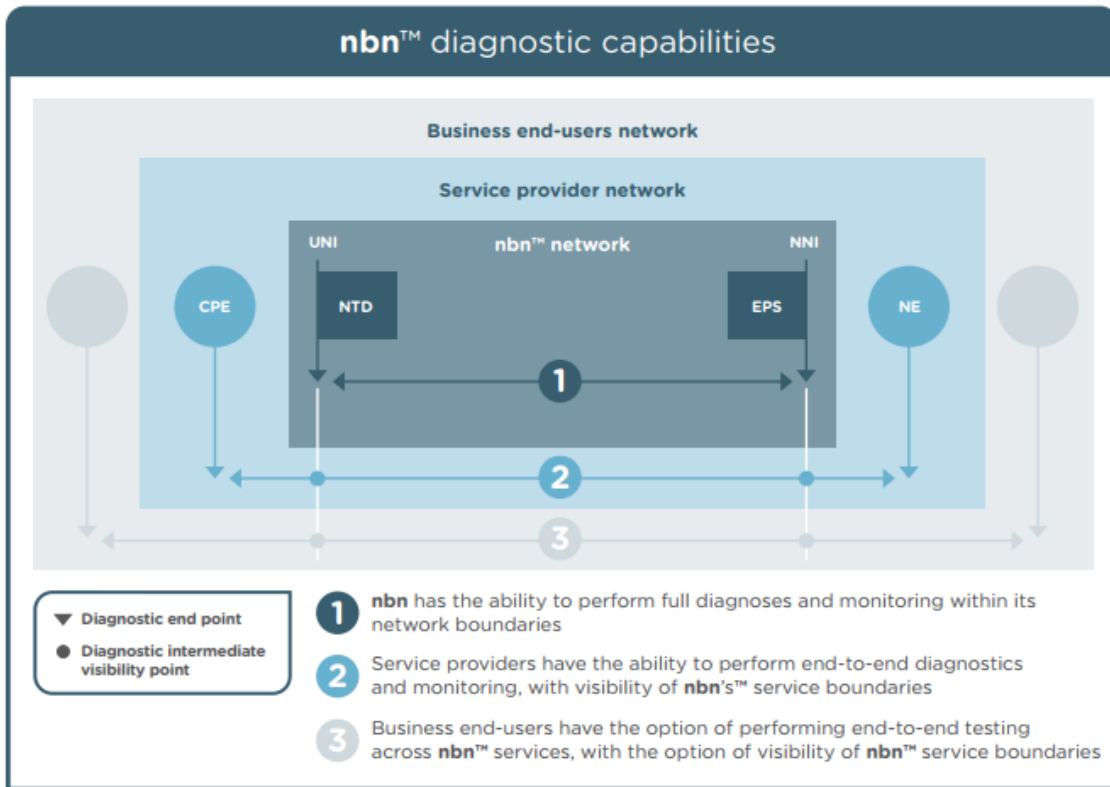 nbn™ diagnostic capabilities
Business end-users network
Service provider network
UNI
nbn™ network
NNI
CPE
NTD
EPS
NE
1
2
3
▼ Diagnostic end point
● Diagnostic intermediate
visibility point
1 nbn has the ability to perform full diagnoses and monitoring within its
network boundaries
2 Service providers have the ability to perform end-to-end diagnostics
and monitoring, with visibility of nbn's™ service boundaries
3 Business end-users have the option of performing end-to-end testing
across nbn™ services, with the option of visibility of nbn™ service boundaries